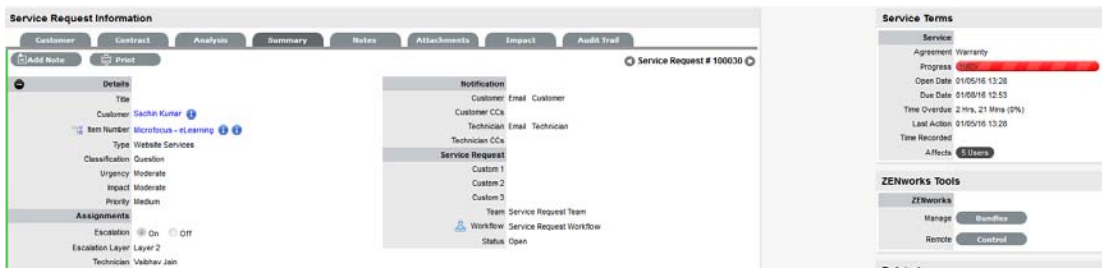 Service Request Information
Customer Contract Analysis Summary Notes Attachments Impact Audit Trail
Add Note Print
Service Request # 100030
Details
Title
Customer Sachin Kumar
Item Number Microfocus - eLearning
Type Website Services
Classification Question
Urgency Moderate
Impact Moderate
Priority Medium
Assignments
Escalation On Off
Escalation Layer Layer 2
Technician Vaibhav Jain
Notification
Customer Email Customer
Customer CCs
Technician Email Technician
Technician CCs
Service Request
Custom 1
Custom 2
Custom 3
Team Service Request Team
Workflow Service Request Workflow
Status Open
Service Terms
Service
Agreement Warranty
Progress
Open Date 01/05/16 13:28
Due Date 01/08/16 12:53
Time Overdue 2 Hrs, 21 Mins (0%)
Last Action 01/05/16 13:28
Time Recorded
Affects 5 Users
ZENworks Tools
ZENworks
Manage Bundles
Remote Control